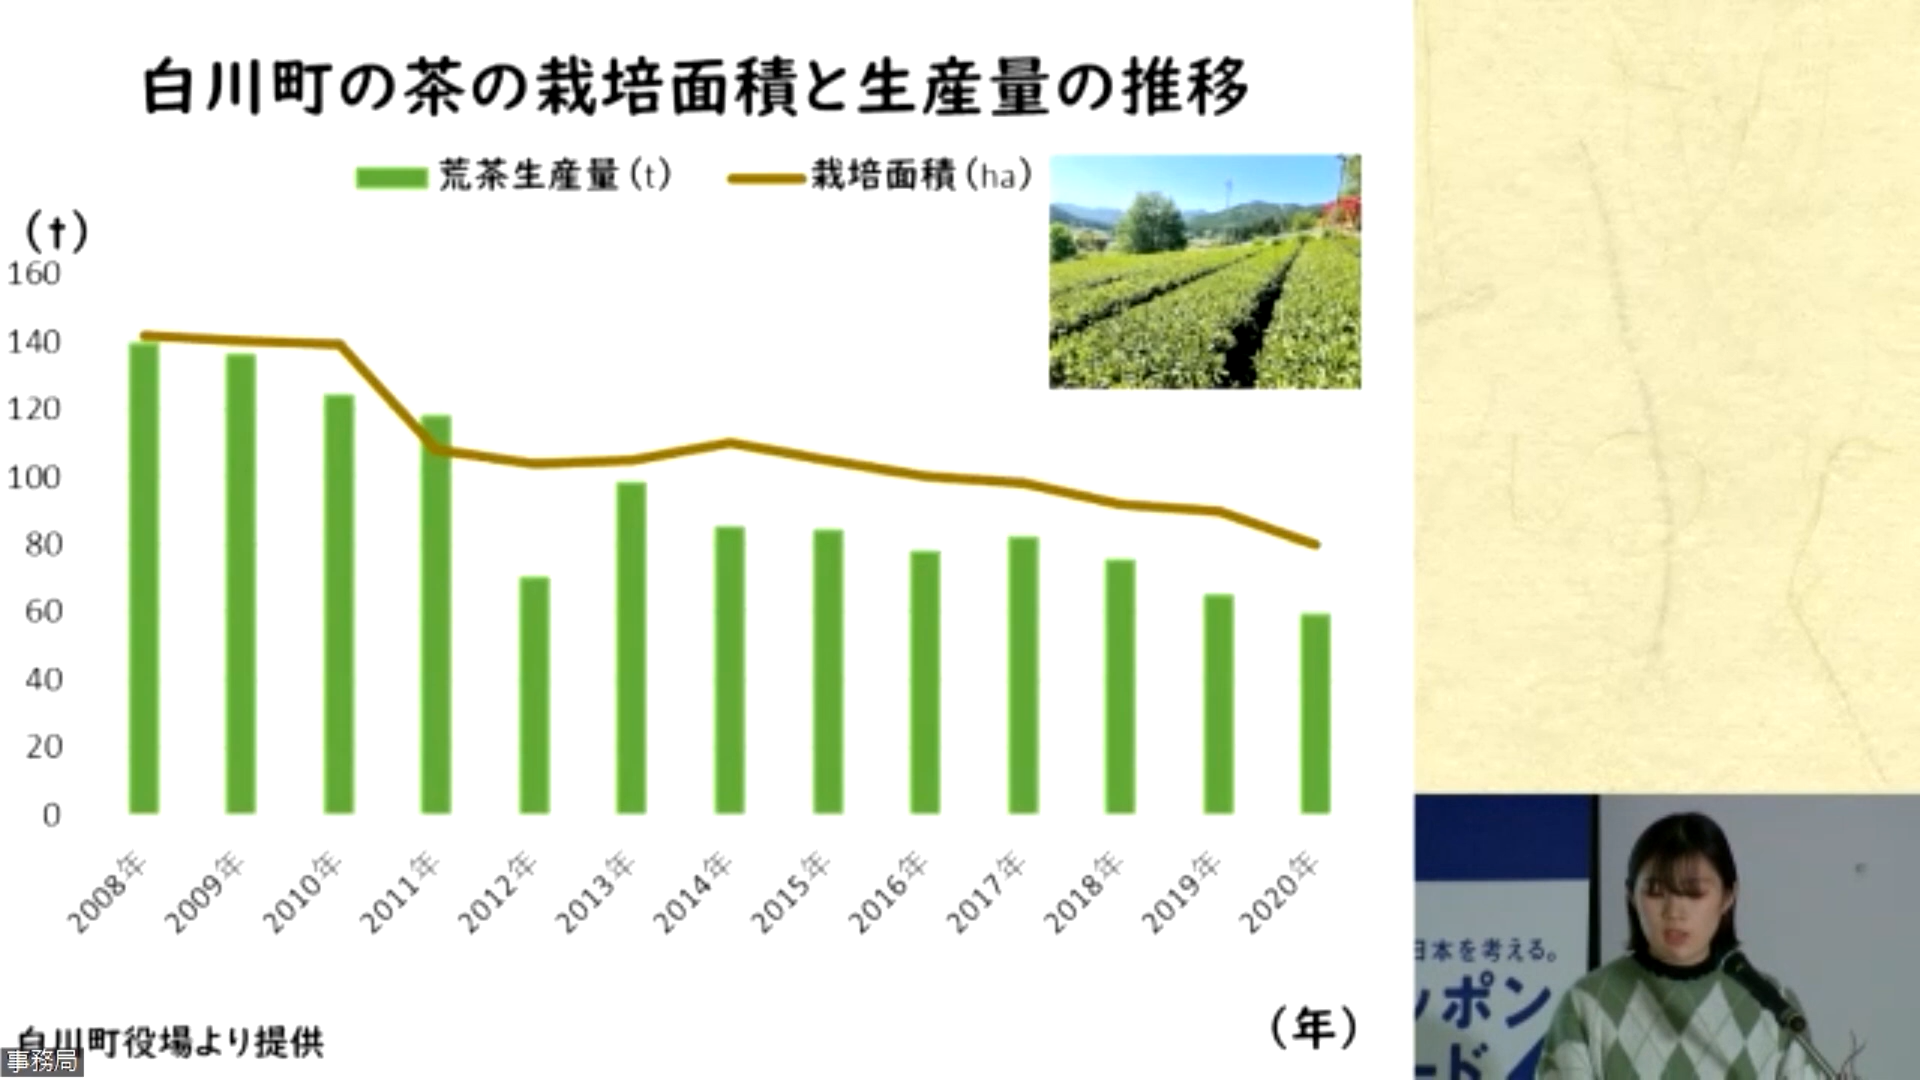 白川町の茶の栽培面積と生産量の推移
荒茶生産量(t) 栽培面積(ha)
(t)
160
140
120
100
80
60
40
20
0
2008年 2009年 2010年 2011年 2012年 2013年 2014年 2015年 2016年 2017年 2018年 2019年 2020年
(年)
白川町役場より提供
事務局
日本を考える。
ッポン
ード